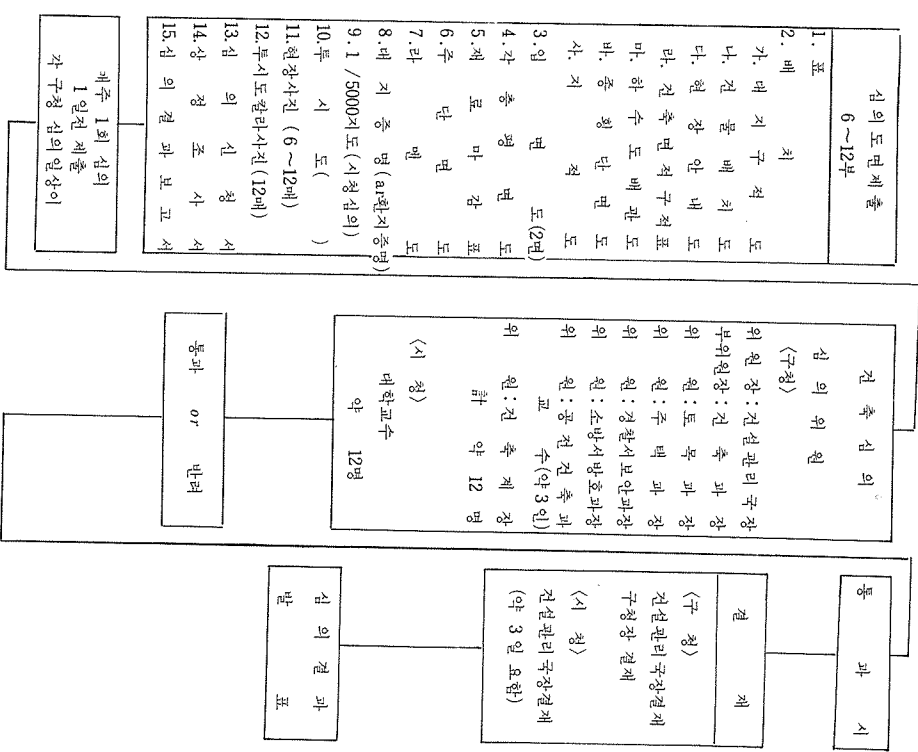 심의도면제출
6~12부
1. 표
2. 배 치
가. 대 지 구 적 도
나. 건 물 배 치 도
다. 현 장 안 내 도
라. 건축면적구적표
마. 하수도배관도
바. 종 횡 단 면 도
사. 지 적 도
3. 입 면 도(2면)
4. 각 층 평 면 도
5. 재 료 마 감 표
6. 주 단 면 도
7. 라 멘 도
8. 대 지 증 명(ar환지증명)
9. 1 /5000지도(시청심의)
10. 투 시 도( )
11. 현장사진 (6~12매)
12. 투시도칼라사진(12매)
13. 심 의 신 청 서
14. 상 정 조 사 서
15. 심 의 결 과 보 고 서
매주 1회 심의
1일전 제출
각 구청 심의일상이
건 축 심 의
심 의 위 원
〈구청〉
위 원 장:건설관리국장
부위원장:건 축 과 장
위 원:토 목 과 장
위 원:주 택 과 장
위 원:경찰서보안과장
위 원:소방서방호과장
위 원:공전건축과
교 수(약 3인)
위 원:건 축 계 장
計 약 12 명
〈시 청〉
대학교수
약 12명
통과 or 반려
통 과 시
결 재
〈구 청〉
건설관리국장결재
구청장 결재
〈시 청〉
건설관리국장결재
(약 3일 요함)
심 의 결 과
발 표